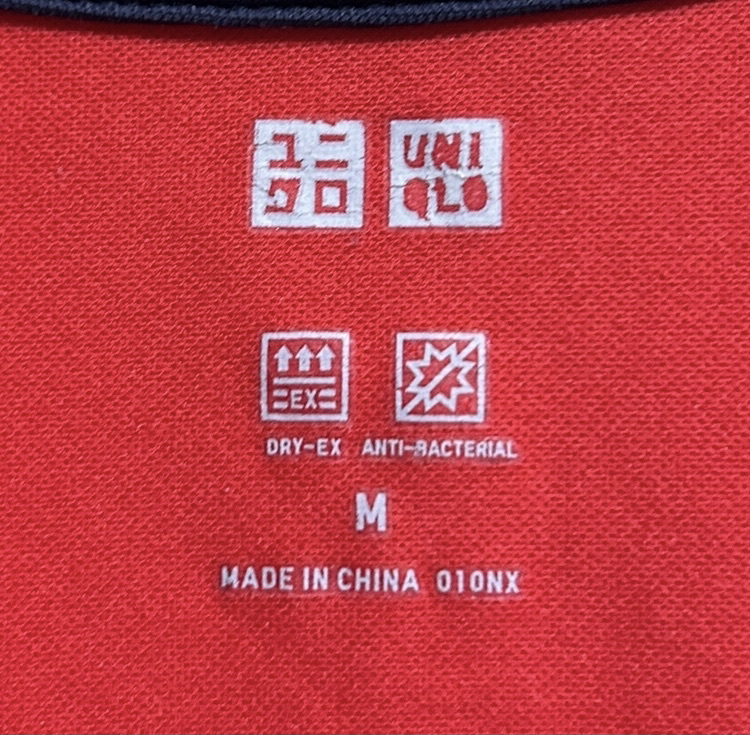 ユニ UNI
クロ QLO
EX
DRY-EX ANTI-BACTERIAL
M
MADE IN CHINA 010NX